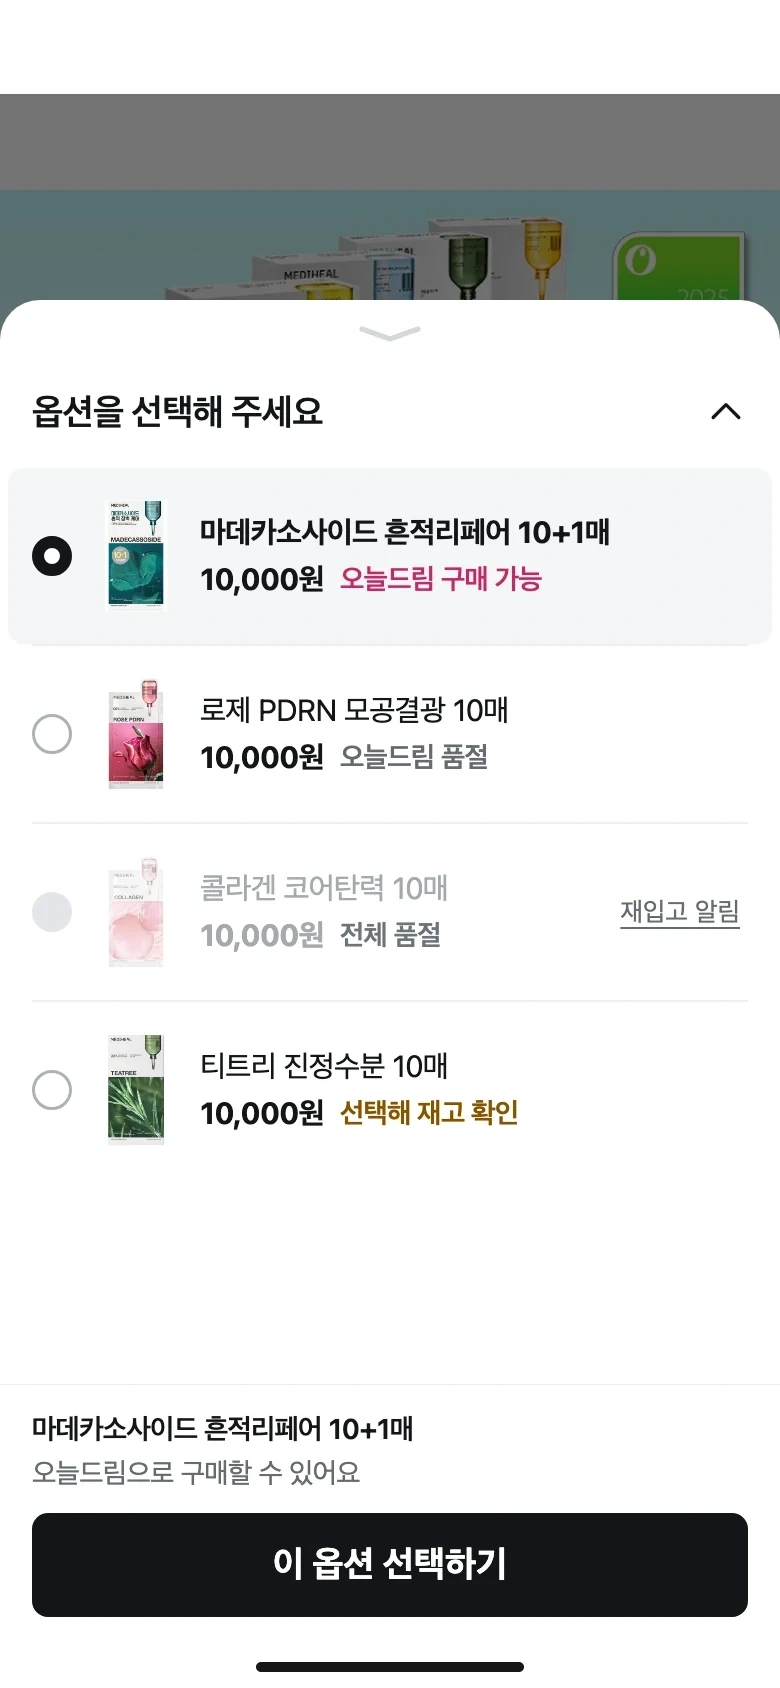 MEDIHEAL
2025
옵션을 선택해 주세요
MADECASSOSIDE
마데카소사이드 흔적리페어 10+1매
10,000원 오늘드림 구매 가능
ROSE PDRN
로제 PDRN 모공결광 10매
10,000원 오늘드림 품절
COLLAGEN
콜라겐 코어탄력 10매
10,000원 전체 품절
재입고 알림
TEATREE
티트리 진정수분 10매
10,000원 선택해 재고 확인
마데카소사이드 흔적리페어 10+1매
오늘드림으로 구매할 수 있어요
이 옵션 선택하기